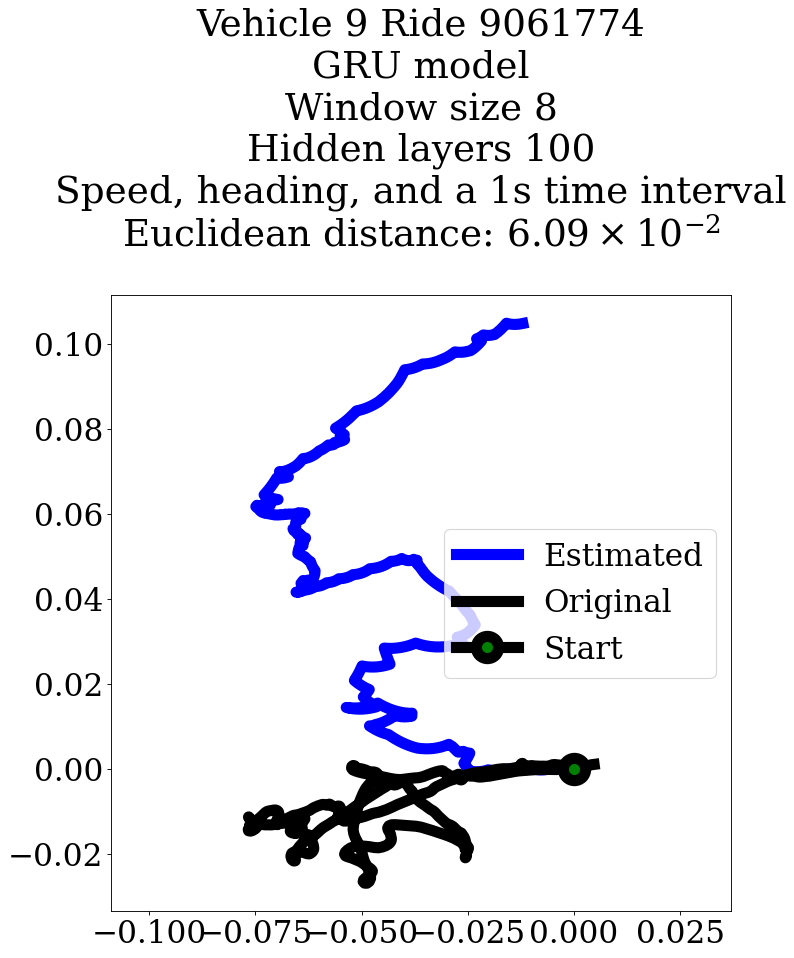 Vehicle 9 Ride 9061774
GRU model
Window size 8
Hidden layers 100
Speed, heading, and a 1s time interval
Euclidean distance: 6.09 × 10⁻²
0.10
0.08
0.06
0.04
0.02
0.00
−0.02
Estimated
Original
Start
−0.100 −0.075 −0.050 −0.025 0.000 0.025